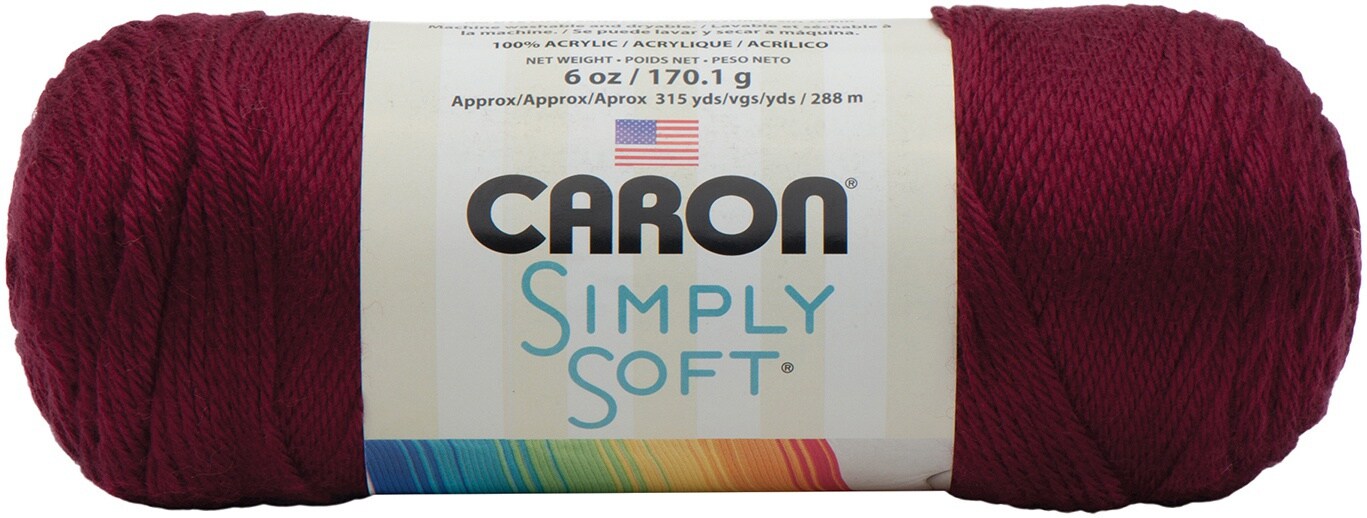 Machine washable and dryable. / Lavable et séchable à
la machine. / Se puede lavar y secar a máquina.
100% ACRYLIC / ACRYLIQUE / ACRÍLICO
NET WEIGHT • POIDS NET • PESO NETO
6 oz / 170.1 g
Approx/Approx/Aprox 315 yds/vgs/yds / 288 m
CARON®
SIMPLY
SOFT®